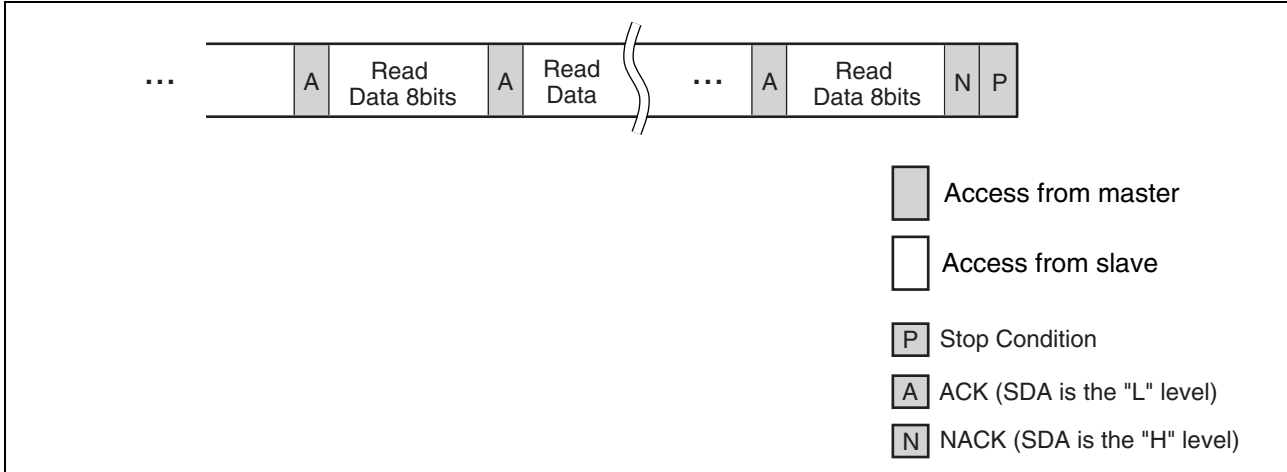 ... A Read Data 8bits A Read Data ... A Read Data 8bits N P
Access from master
Access from slave
P Stop Condition
A ACK (SDA is the "L" level)
N NACK (SDA is the "H" level)